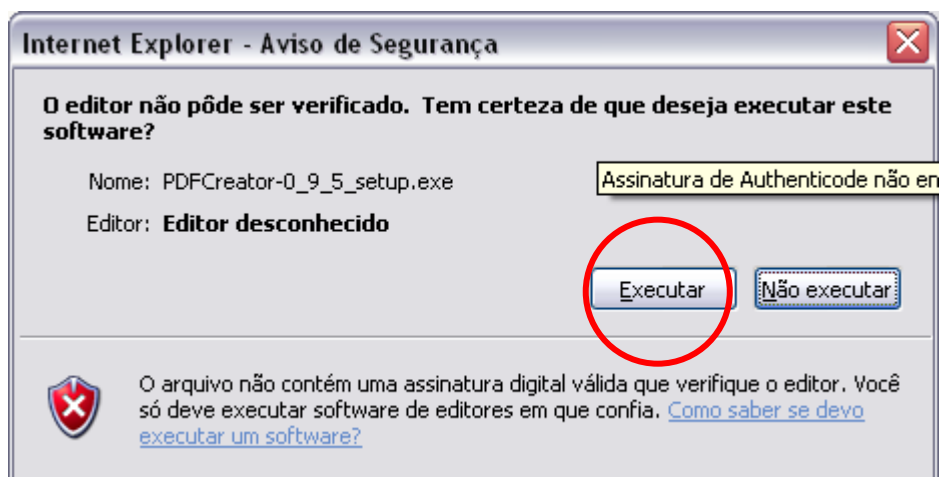 Internet Explorer - Aviso de Segurança
O editor não pôde ser verificado. Tem certeza de que deseja executar este
software?
Nome: PDFCreator-0_9_5_setup.exe
Assinatura de Authenticode não en
Editor: Editor desconhecido
Executar
Não executar
O arquivo não contém uma assinatura digital válida que verifique o editor. Você
só deve executar software de editores em que confia. Como saber se devo
executar um software?